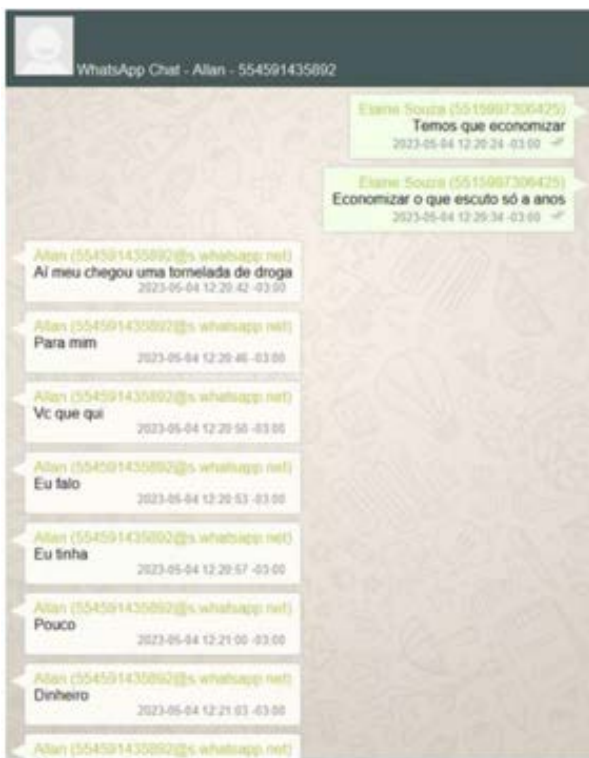 WhatsApp Chat - Allan - 554591435892
Elaine Souza (5515997306425)
Temos que economizar
2023-05-04 12:20:24 -03:00
Elaine Souza (5515997306425)
Economizar o que escuto só a anos
2023-05-04 12:20:34 -03:00
Allan (554591435892@s.whatsapp.net)
Aí meu chegou uma tornelada de droga
2023-05-04 12:20:42 -03:00
Allan (554591435892@s.whatsapp.net)
Para mim
2023-05-04 12:20:46 -03:00
Allan (554591435892@s.whatsapp.net)
Vc que qui
2023-05-04 12:20:50 -03:00
Allan (554591435892@s.whatsapp.net)
Eu falo
2023-05-04 12:20:53 -03:00
Allan (554591435892@s.whatsapp.net)
Eu tinha
2023-05-04 12:20:57 -03:00
Allan (554591435892@s.whatsapp.net)
Pouco
2023-05-04 12:21:00 -03:00
Allan (554591435892@s.whatsapp.net)
Dinheiro
2023-05-04 12:21:03 -03:00
Allan (554591435892@s.whatsapp.net)